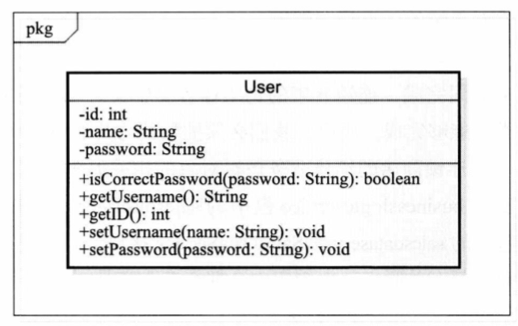 pkg
User
-id: int
-name: String
-password: String
+isCorrectPassword(password: String): boolean
+getUsername(): String
+getID(): int
+setUsername(name: String): void
+setPassword(password: String): void